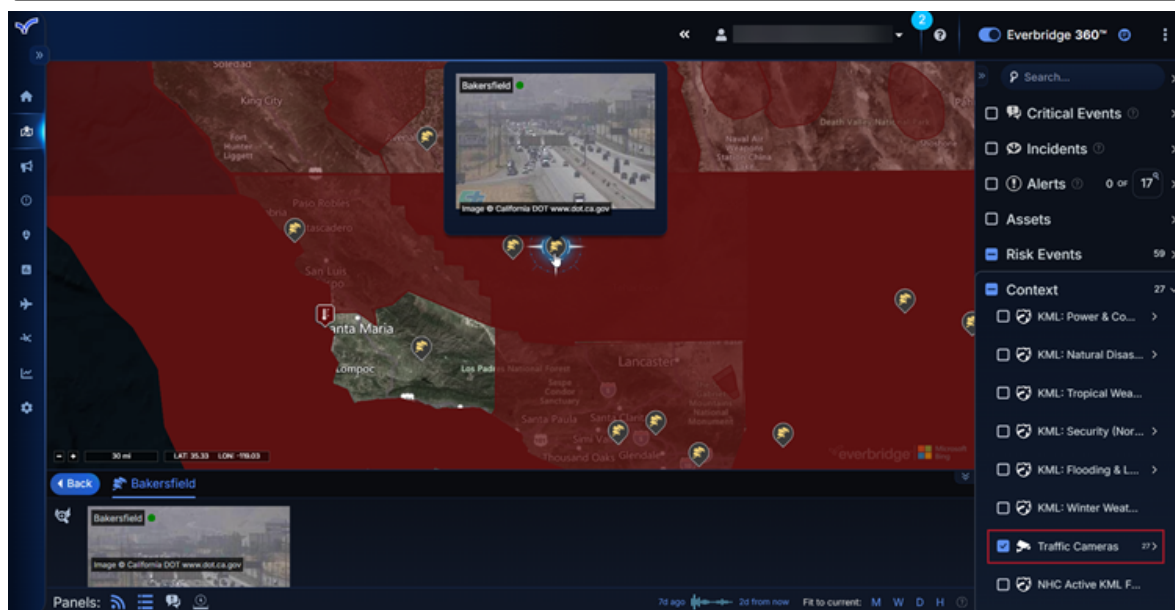 2
Everbridge 360™
Soledad
King City
Fort
Hunter
Liggett
Paso Robles
San Luis
Santa Maria
Lompoc
Los Padres National Forest
Sespe
Condor
Sanctuary
Santa Paula
Santa Clarita
Simi Valley
Thousand Oaks
Glendale
Lancaster
National
Monument
Death Valley National Park
Naval Air
Weapons
Station China
Lake
Bakersfield
Image © California DOT www.dot.ca.gov
30 mi
LAT: 35.33 LON: -119.03
everbridge
Microsoft
Bing
Search...
Critical Events
Incidents
Alerts 0 OF 17
Assets
Risk Events 59
Context 27
KML: Power & Co...
KML: Natural Disas...
KML: Tropical Wea...
KML: Security (Nor...
KML: Flooding & L...
KML: Winter Weat...
Traffic Cameras 27
NHC Active KML F...
Back
Bakersfield
Bakersfield
Image © California DOT www.dot.ca.gov
Panels:
7d ago
2d from now
Fit to current: M W D H